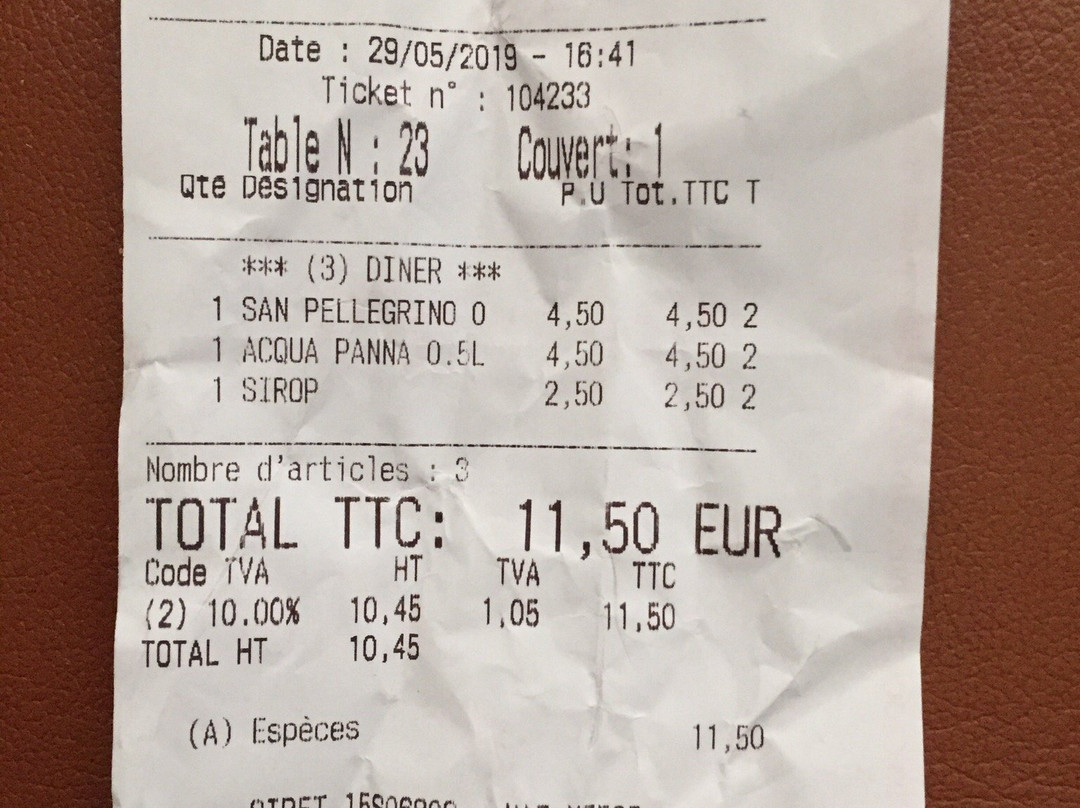 Date : 29/05/2019 - 16:41
Ticket n° : 104233
Table N : 23 Couvert: 1
Qte Désignation P.U Tot.TTC T
*** (3) DINER ***
1 SAN PELLEGRINO 0 4,50 4,50 2
1 ACQUA PANNA 0.5L 4,50 4,50 2
1 SIROP 2,50 2,50 2
Nombre d'articles : 3
TOTAL TTC: 11,50 EUR
Code TVA HT TVA TTC
(2) 10.00% 10,45 1,05 11,50
TOTAL HT 10,45
(A) Espèces 11,50